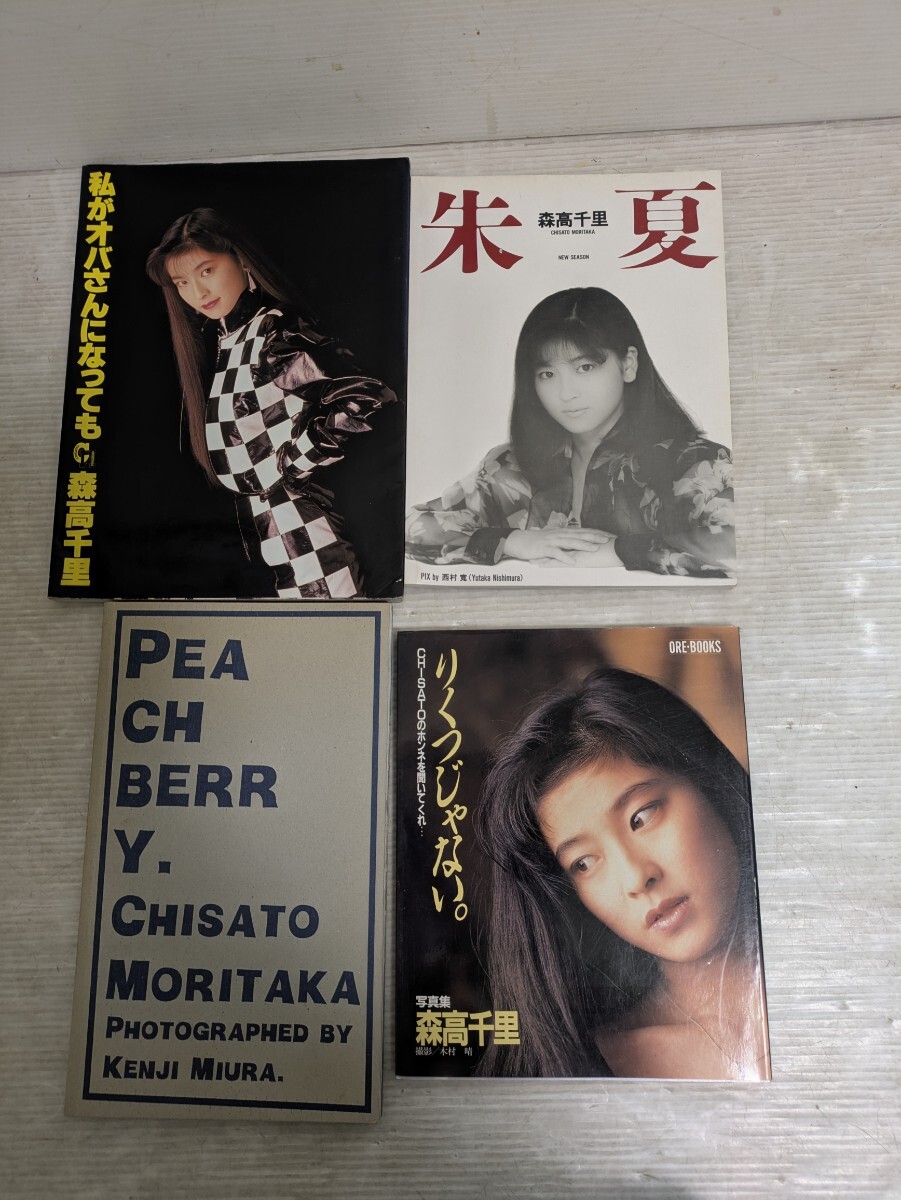 私がオバさんになっても
森高千里
朱夏
森高千里
CHISATO MORITAKA
NEW SEASON
PIX by 西村 寛 (Yutaka Nishimura)
PEA
CH
BERR
Y.
CHISATO
MORITAKA
PHOTOGRAPHED BY
KENJI MIURA.
ORE・BOOKS
りくつじゃない。
CHISATOのホンネを聞いてくれ…
写真集
森高千里
撮影/木村 晴